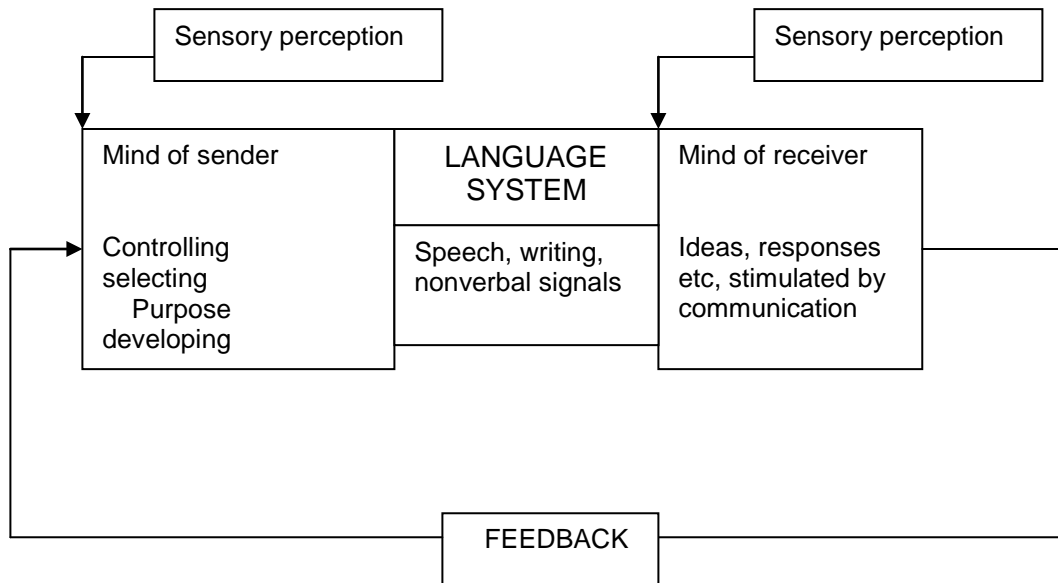 Sensory perception
Sensory perception
Mind of sender
Controlling
selecting
Purpose
developing
LANGUAGE
SYSTEM
Speech, writing,
nonverbal signals
Mind of receiver
Ideas, responses
etc, stimulated by
communication
FEEDBACK